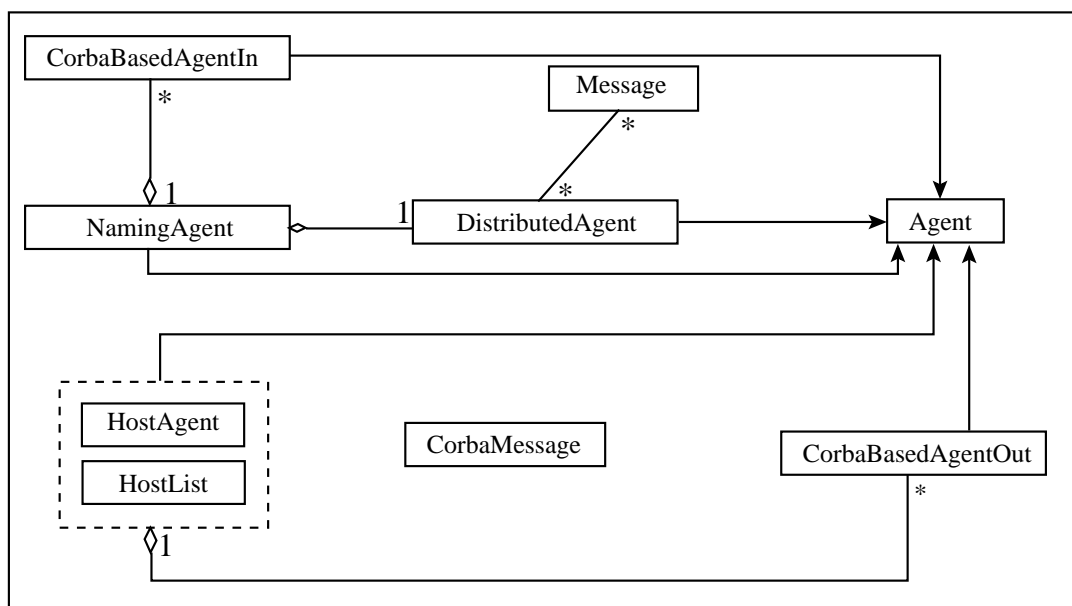 CorbaBasedAgentIn
Message
*
*
*
1
NamingAgent
1
DistributedAgent
Agent
HostAgent
HostList
CorbaMessage
CorbaBasedAgentOut
*
1